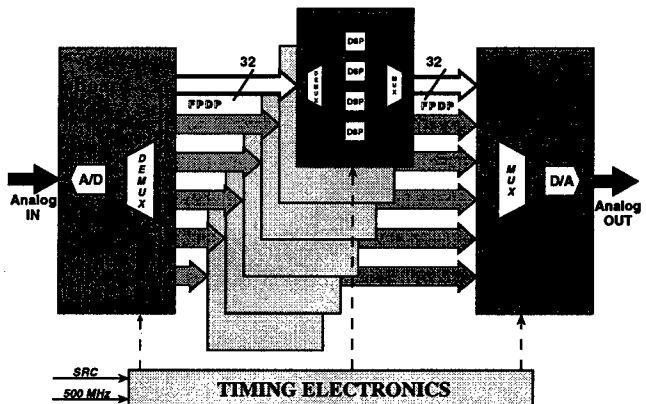 32
DSP
DSP
DSP
DSP
DEMUX
MUX
32
FPDP
FPDP
A/D
DEMUX
MUX
D/A
Analog
IN
Analog
OUT
SRC
500 MHz
TIMING ELECTRONICS